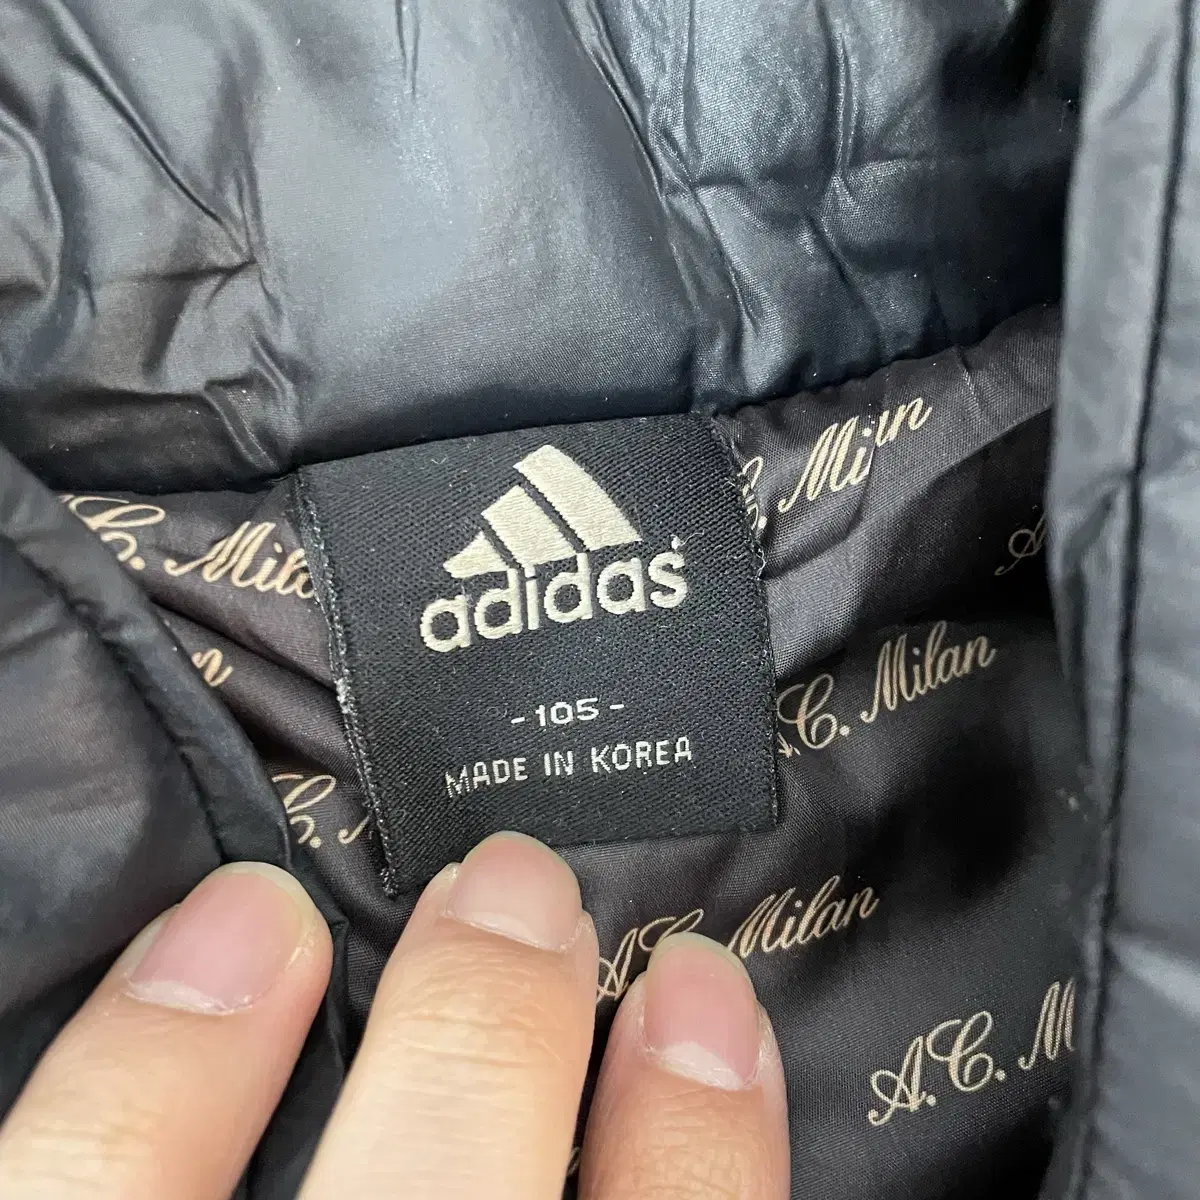 adidas
- 105 -
MADE IN KOREA
A.C. Milan
A.C. Milan
A.C. Milan
A.C. M